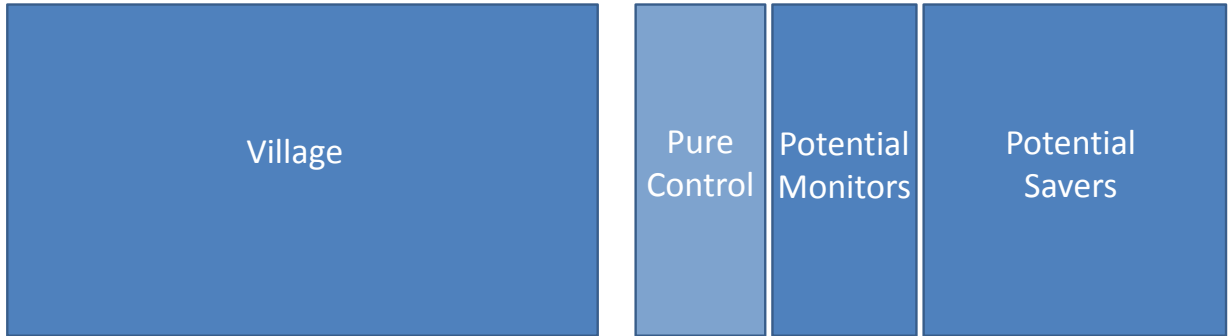 Village
Pure
Control
Potential
Monitors
Potential
Savers